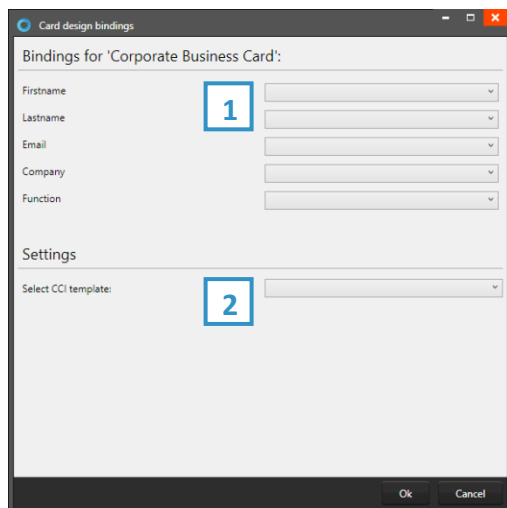 Card design bindings
Bindings for 'Corporate Business Card':
Firstname
1
Lastname
Email
Company
Function
Settings
Select CCI template:
2
Ok Cancel